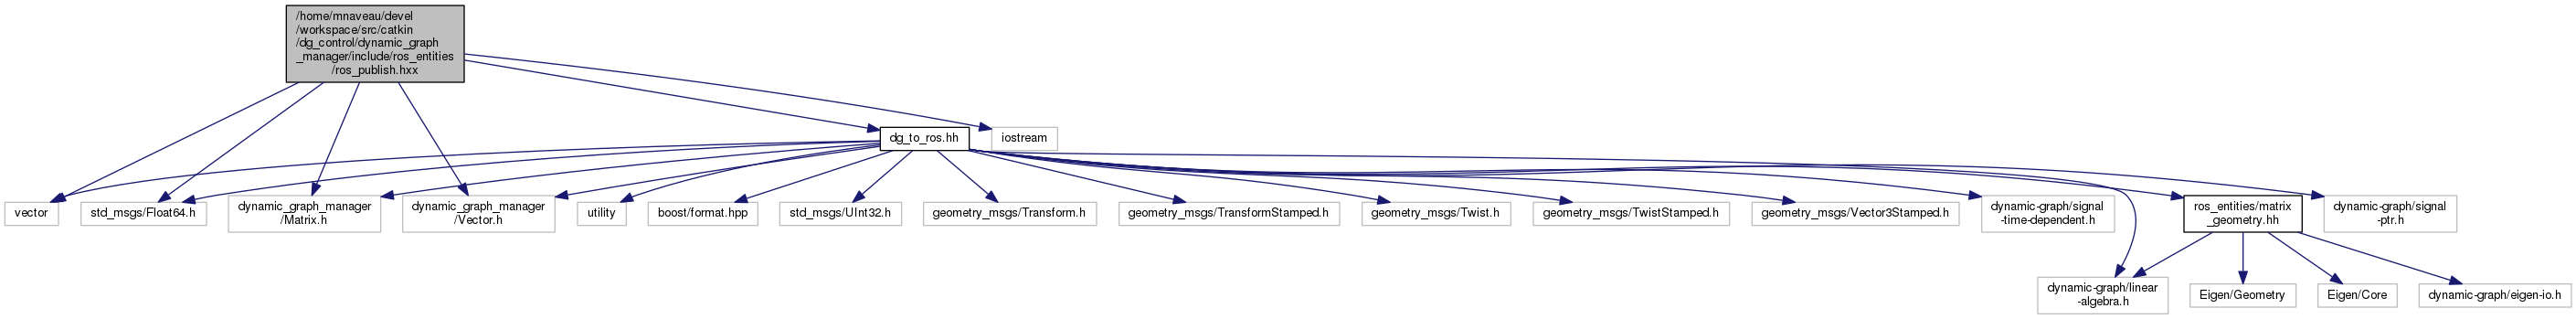 /home/mnaveau/devel
/workspace/src/catkin
/dg_control/dynamic_graph
_manager/include/ros_entities
/ros_publish.hxx
dg_to_ros.hh
iostream
vector
std_msgs/Float64.h
dynamic_graph_manager
/Matrix.h
dynamic_graph_manager
/Vector.h
utility
boost/format.hpp
std_msgs/UInt32.h
geometry_msgs/Transform.h
geometry_msgs/TransformStamped.h
geometry_msgs/Twist.h
geometry_msgs/TwistStamped.h
geometry_msgs/Vector3Stamped.h
dynamic-graph/signal
-time-dependent.h
ros_entities/matrix
_geometry.hh
dynamic-graph/signal
-ptr.h
dynamic-graph/linear
-algebra.h
Eigen/Geometry
Eigen/Core
dynamic-graph/eigen-io.h